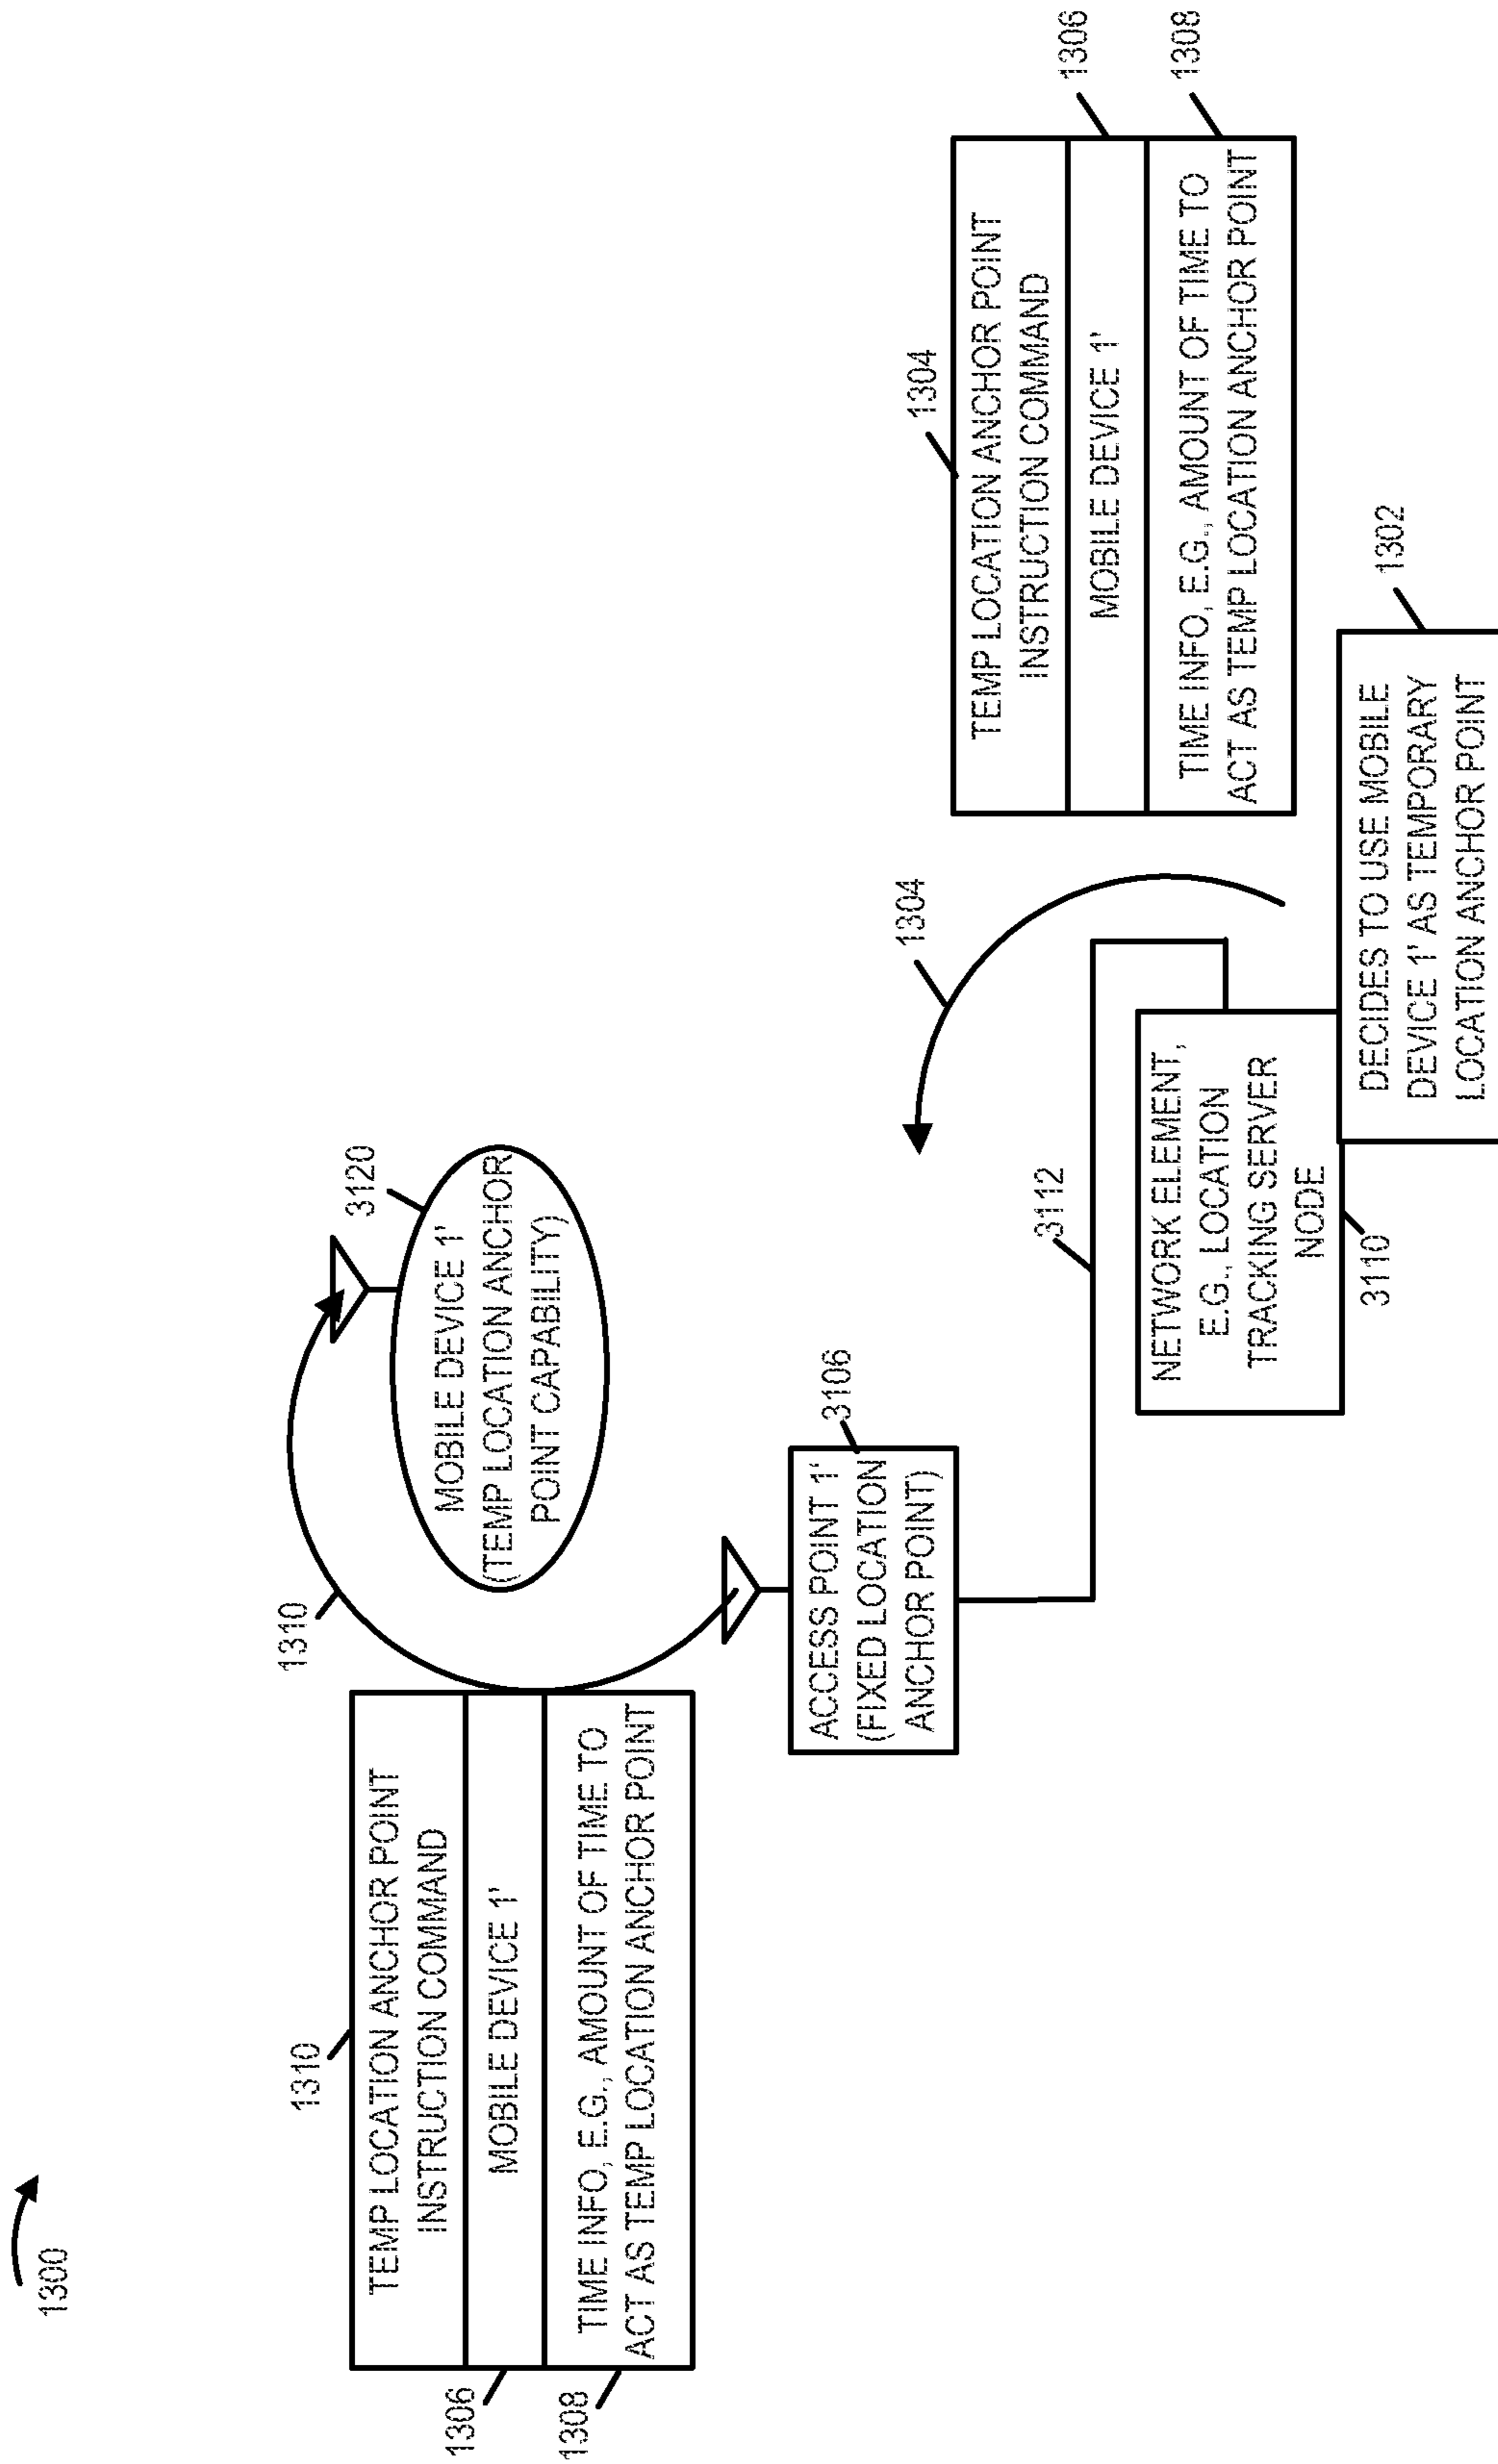 1300
1310
TEMP LOCATION ANCHOR POINT
INSTRUCTION COMMAND
1306
MOBILE DEVICE 1'
1308
TIME INFO, E.G., AMOUNT OF TIME TO
ACT AS TEMP LOCATION ANCHOR POINT
1310
3120
MOBILE DEVICE 1'
(TEMP LOCATION ANCHOR
POINT CAPABILITY)
3106
ACCESS POINT 1'
(FIXED LOCATION
ANCHOR POINT)
3112
1304
1304
TEMP LOCATION ANCHOR POINT
INSTRUCTION COMMAND
1306
MOBILE DEVICE 1'
1308
TIME INFO, E.G., AMOUNT OF TIME TO
ACT AS TEMP LOCATION ANCHOR POINT
NETWORK ELEMENT,
E.G., LOCATION
TRACKING SERVER
NODE
3110
1302
DECIDES TO USE MOBILE
DEVICE 1' AS TEMPORARY
LOCATION ANCHOR POINT